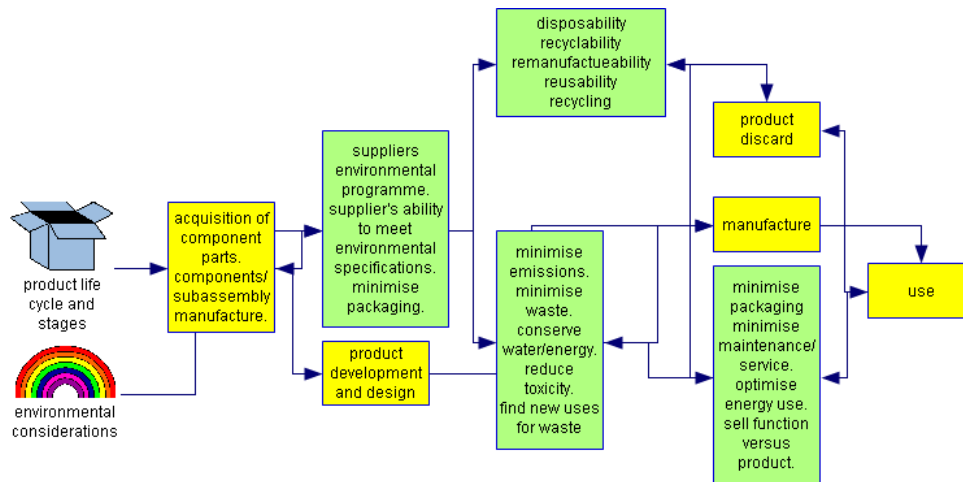 product life
cycle and
stages
environmental
considerations
acquisition of
component
parts.
components/
subassembly
manufacture.
suppliers
environmental
programme.
supplier's ability
to meet
environmental
specifications.
minimise
packaging.
product
development
and design
disposability
recyclability
remanufactueability
reusability
recycling
minimise
emissions.
minimise
waste.
conserve
water/energy.
reduce
toxicity.
find new uses
for waste
product
discard
manufacture
minimise
packaging
minimise
maintenance/
service.
optimise
energy use.
sell function
versus
product.
use